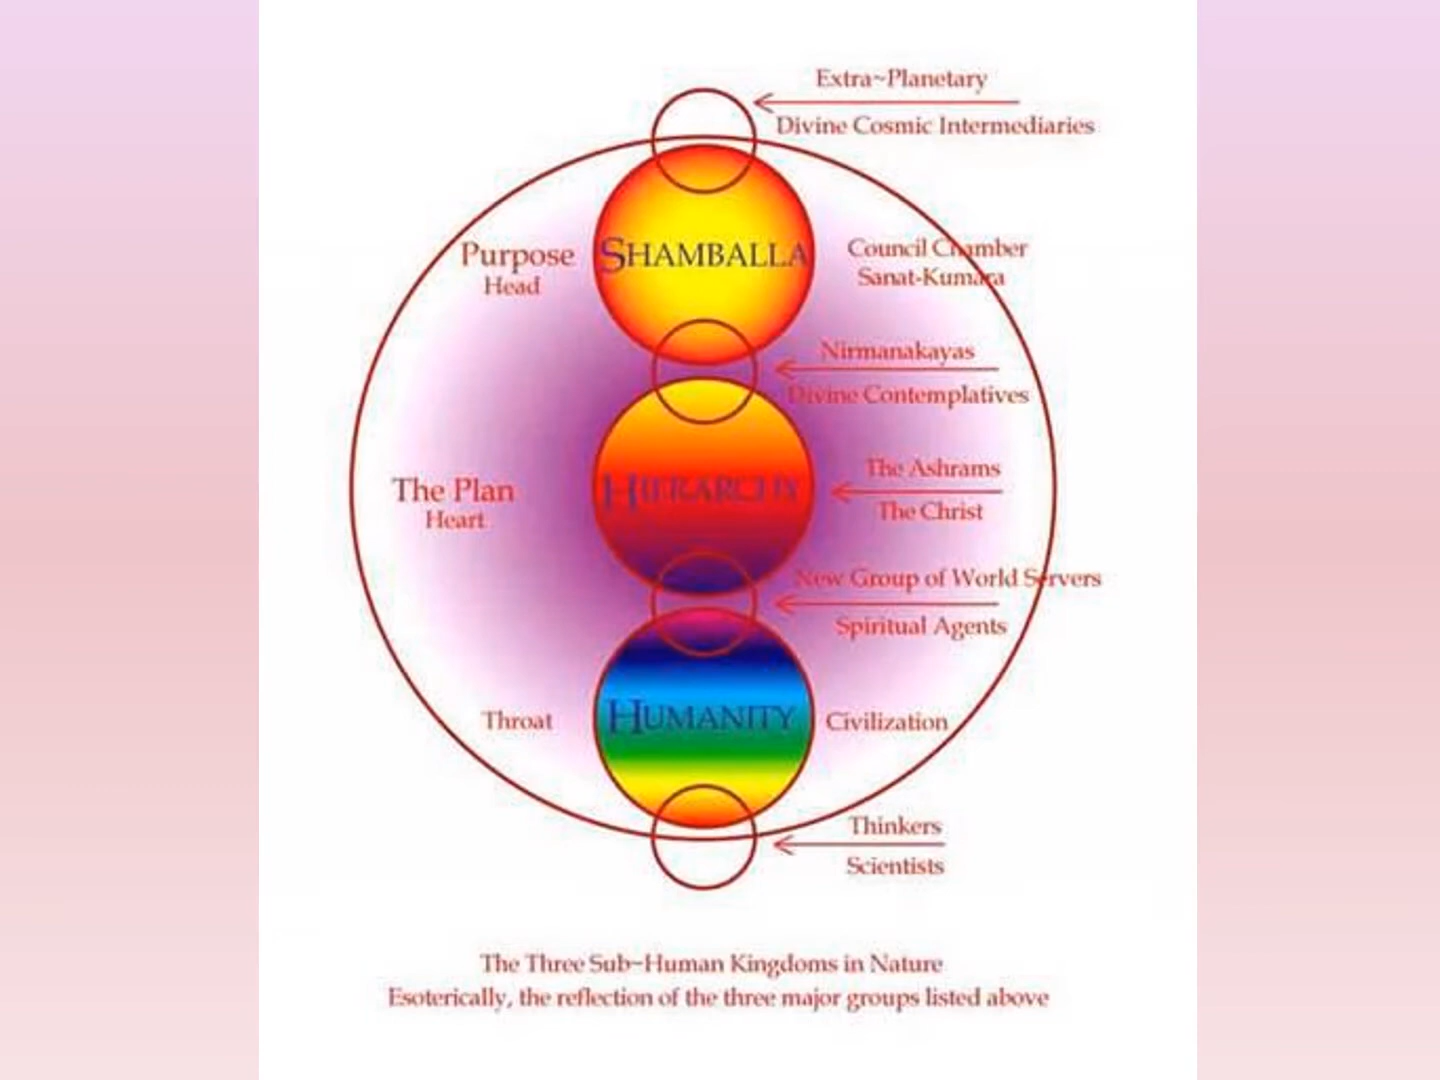 Extra~Planetary
Divine Cosmic Intermediaries
Purpose
Head
SHAMBALLA
Council Chamber
Sanat-Kumara
Nirmanakayas
Divine Contemplatives
The Plan
Heart
HIERARCHY
The Ashrams
The Christ
New Group of World Servers
Spiritual Agents
Throat
HUMANITY
Civilization
Thinkers
Scientists
The Three Sub~Human Kingdoms in Nature
Esoterically, the reflection of the three major groups listed above